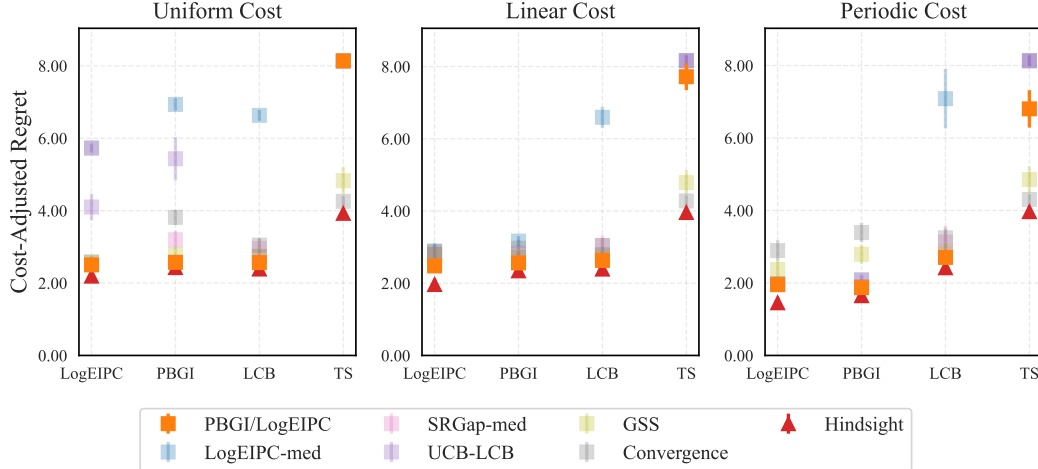 Uniform Cost
Linear Cost
Periodic Cost
Cost-Adjusted Regret
8.00
6.00
4.00
2.00
0.00
LogEIPC
PBGI
LCB
TS
8.00
6.00
4.00
2.00
0.00
LogEIPC
PBGI
LCB
TS
8.00
6.00
4.00
2.00
0.00
LogEIPC
PBGI
LCB
TS
PBGI/LogEIPC
SRGap-med
GSS
Hindsight
LogEIPC-med
UCB-LCB
Convergence